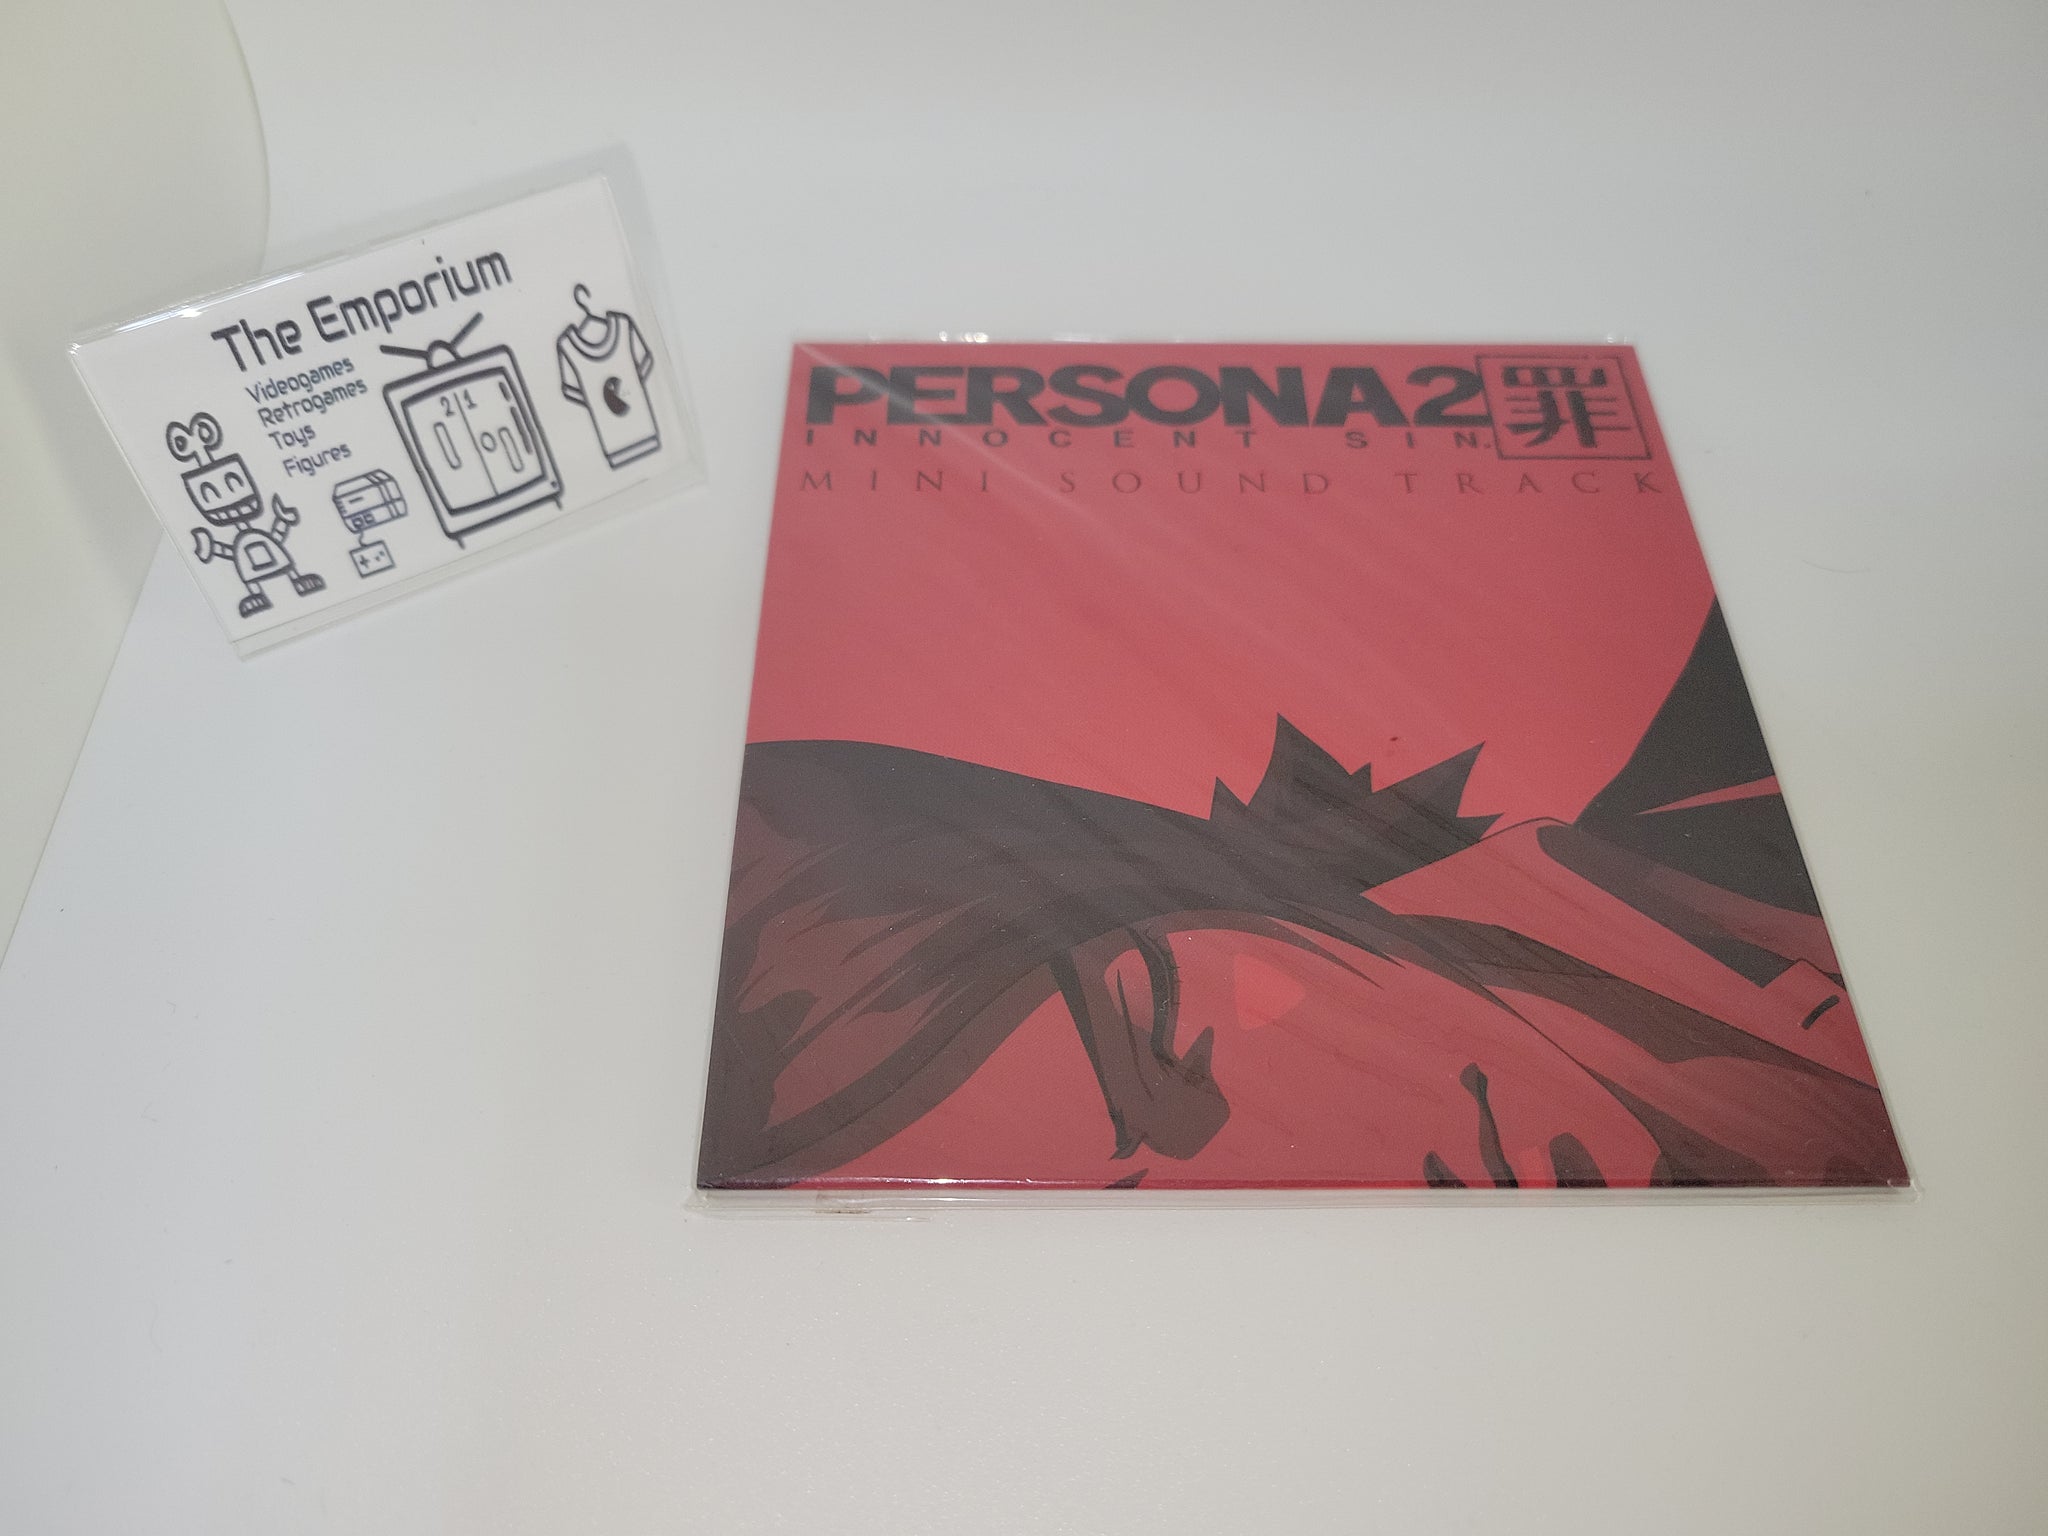 The Emporium
Videogames
Retrogames
Toys
Figures
2 1
PERSONA2 罪
INNOCENT SIN.
MINI SOUND TRACK